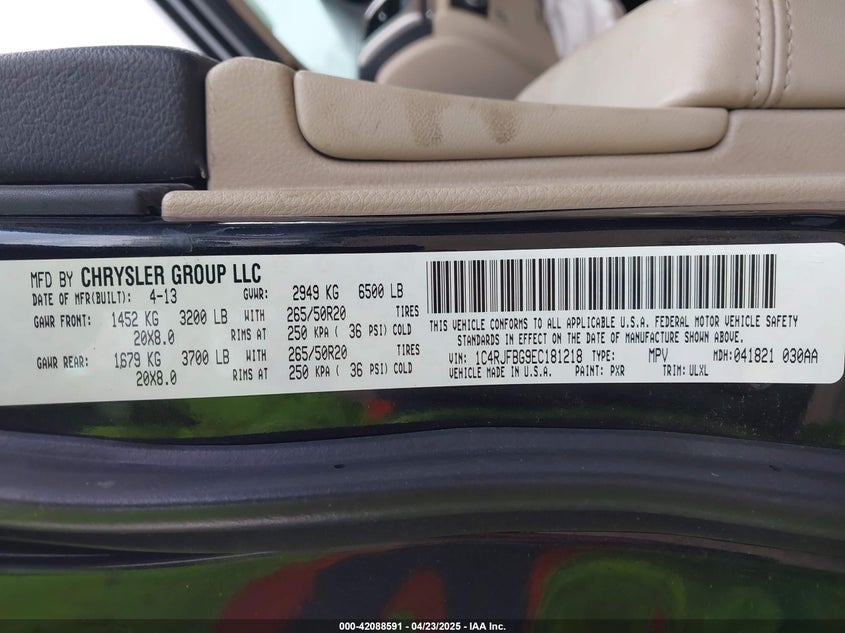 MFD BY CHRYSLER GROUP LLC
DATE OF MFR(BUILT): 4-13 GVWR: 2949 KG 6500 LB
GAWR FRONT: 1452 KG 3200 LB WITH 265/50R20 TIRES
20X8.0 RIMS AT 250 KPA ( 36 PSI) COLD
GAWR REAR: 1679 KG 3700 LB WITH 265/50R20 TIRES
20X8.0 RIMS AT 250 KPA ( 36 PSI) COLD
THIS VEHICLE CONFORMS TO ALL APPLICABLE U.S.A. FEDERAL MOTOR VEHICLE SAFETY
STANDARDS IN EFFECT ON THE DATE OF MANUFACTURE SHOWN ABOVE.
VIN: 1C4RJFBG9EC181218 TYPE: MPV MDH: 041821 030AA
VEHICLE MADE IN U.S.A. PAINT: PXR TRIM: ULXL
000-42088591 - 04/23/2025 - IAA Inc.